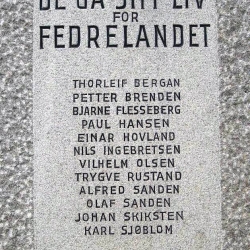 DE GA SITT LIV
FOR
FEDRELANDET
THORLEIF BERGAN
PETTER BRENDEN
BJARNE FLESSEBERG
PAUL HANSEN
EINAR HOVLAND
NILS INGEBRETSEN
VILHELM OLSEN
TRYGVE RUSTAND
ALFRED SANDEN
OLAF SANDEN
JOHAN SKIKSTEN
KARL SJØBLOM